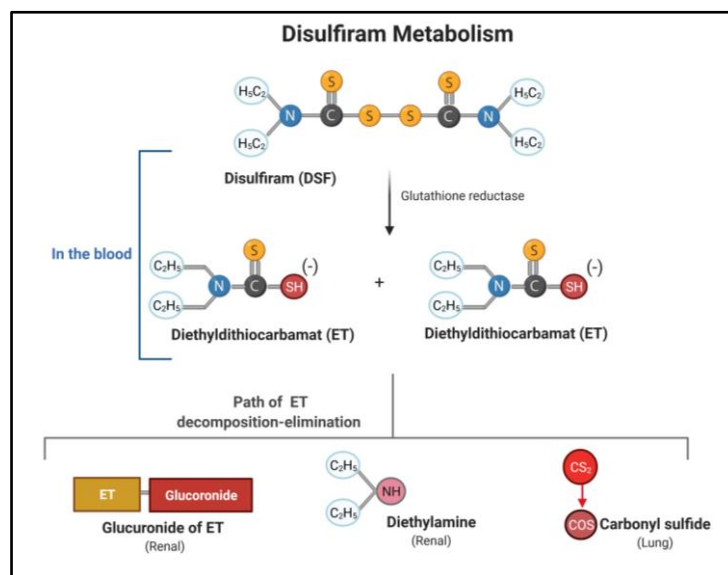 Disulfiram Metabolism
H₅C₂ S S H₅C₂
N C S S C N
H₅C₂ H₅C₂
Disulfiram (DSF)
Glutathione reductase
In the blood
C₂H₅ S (-)
N C SH
C₂H₅
+
C₂H₅ S (-)
N C SH
C₂H₅
Diethyldithiocarbamat (ET)
Diethyldithiocarbamat (ET)
Path of ET
decomposition-elimination
ET Glucoronide
Glucuronide of ET
(Renal)
C₂H₅
NH
C₂H₅
Diethylamine
(Renal)
CS₂
COS Carbonyl sulfide
(Lung)